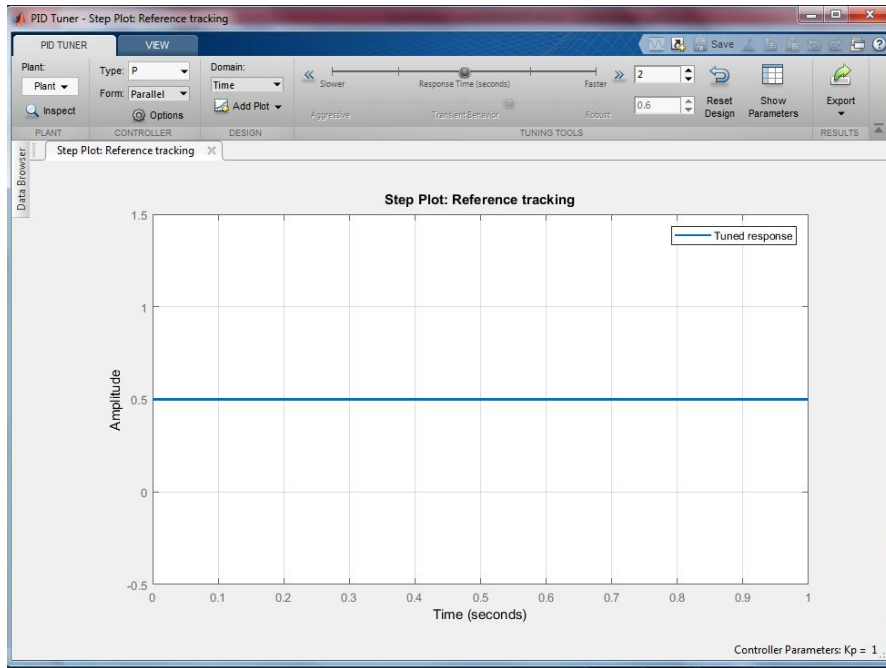 PID Tuner - Step Plot: Reference tracking
PID TUNER VIEW
Save
Plant:
Plant
Inspect
PLANT
Type: P
Form: Parallel
Options
CONTROLLER
Domain:
Time
Add Plot
DESIGN
Slower Response Time (seconds) Faster
2
Aggressive Transient Behavior Robust
0.6
Reset
Design
Show
Parameters
TUNING TOOLS
Export
RESULTS
Data Browser
Step Plot: Reference tracking
Step Plot: Reference tracking
Tuned response
1.5
1
0.5
0
-0.5
Amplitude
0 0.1 0.2 0.3 0.4 0.5 0.6 0.7 0.8 0.9 1
Time (seconds)
Controller Parameters: Kp = 1